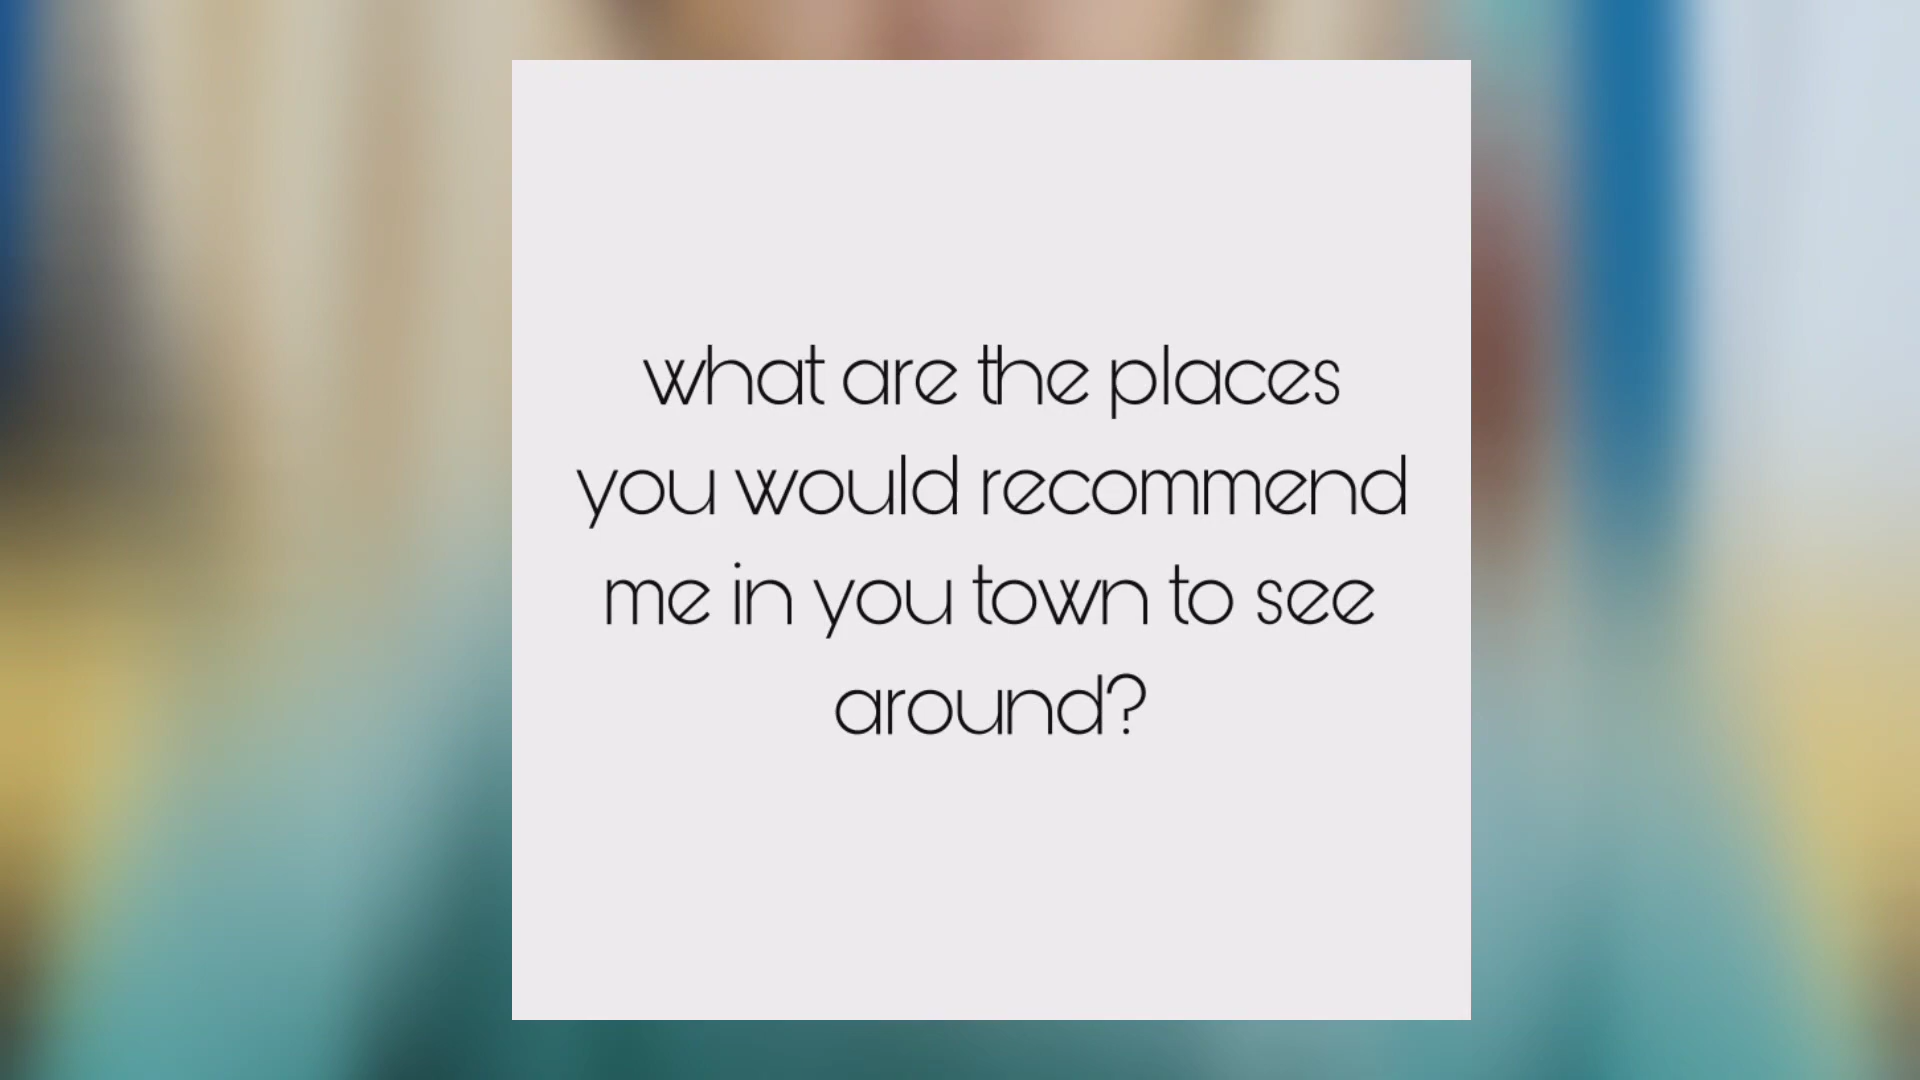 what are the places
you would recommend
me in you town to see
around?